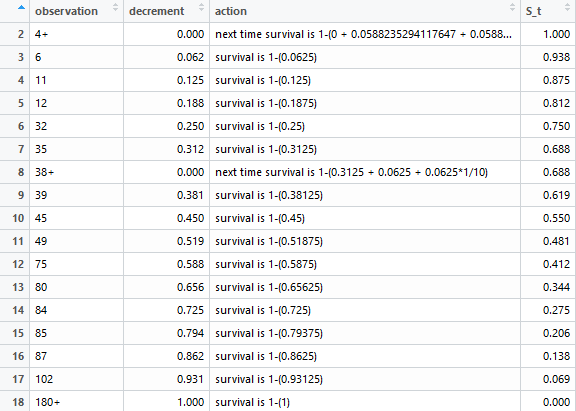 observation decrement action S_t
2 4+ 0.000 next time survival is 1-(0 + 0.0588235294117647 + 0.0588... 1.000
3 6 0.062 survival is 1-(0.0625) 0.938
4 11 0.125 survival is 1-(0.125) 0.875
5 12 0.188 survival is 1-(0.1875) 0.812
6 32 0.250 survival is 1-(0.25) 0.750
7 35 0.312 survival is 1-(0.3125) 0.688
8 38+ 0.000 next time survival is 1-(0.3125 + 0.0625 + 0.0625*1/10) 0.688
9 39 0.381 survival is 1-(0.38125) 0.619
10 45 0.450 survival is 1-(0.45) 0.550
11 49 0.519 survival is 1-(0.51875) 0.481
12 75 0.588 survival is 1-(0.5875) 0.412
13 80 0.656 survival is 1-(0.65625) 0.344
14 84 0.725 survival is 1-(0.725) 0.275
15 85 0.794 survival is 1-(0.79375) 0.206
16 87 0.862 survival is 1-(0.8625) 0.138
17 102 0.931 survival is 1-(0.93125) 0.069
18 180+ 1.000 survival is 1-(1) 0.000